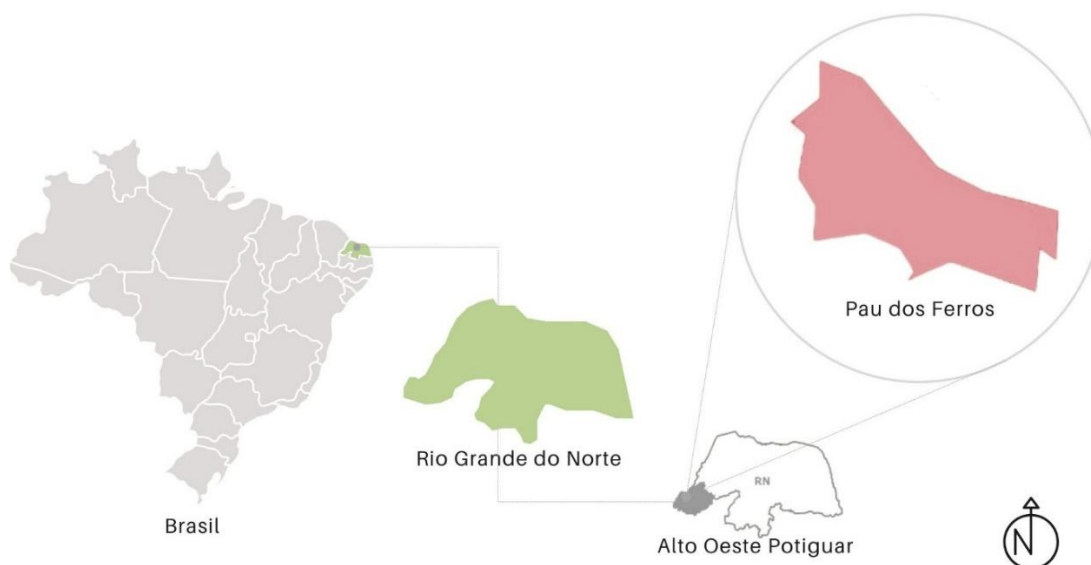 Pau dos Ferros
Rio Grande do Norte
RN
Brasil
Alto Oeste Potiguar
N